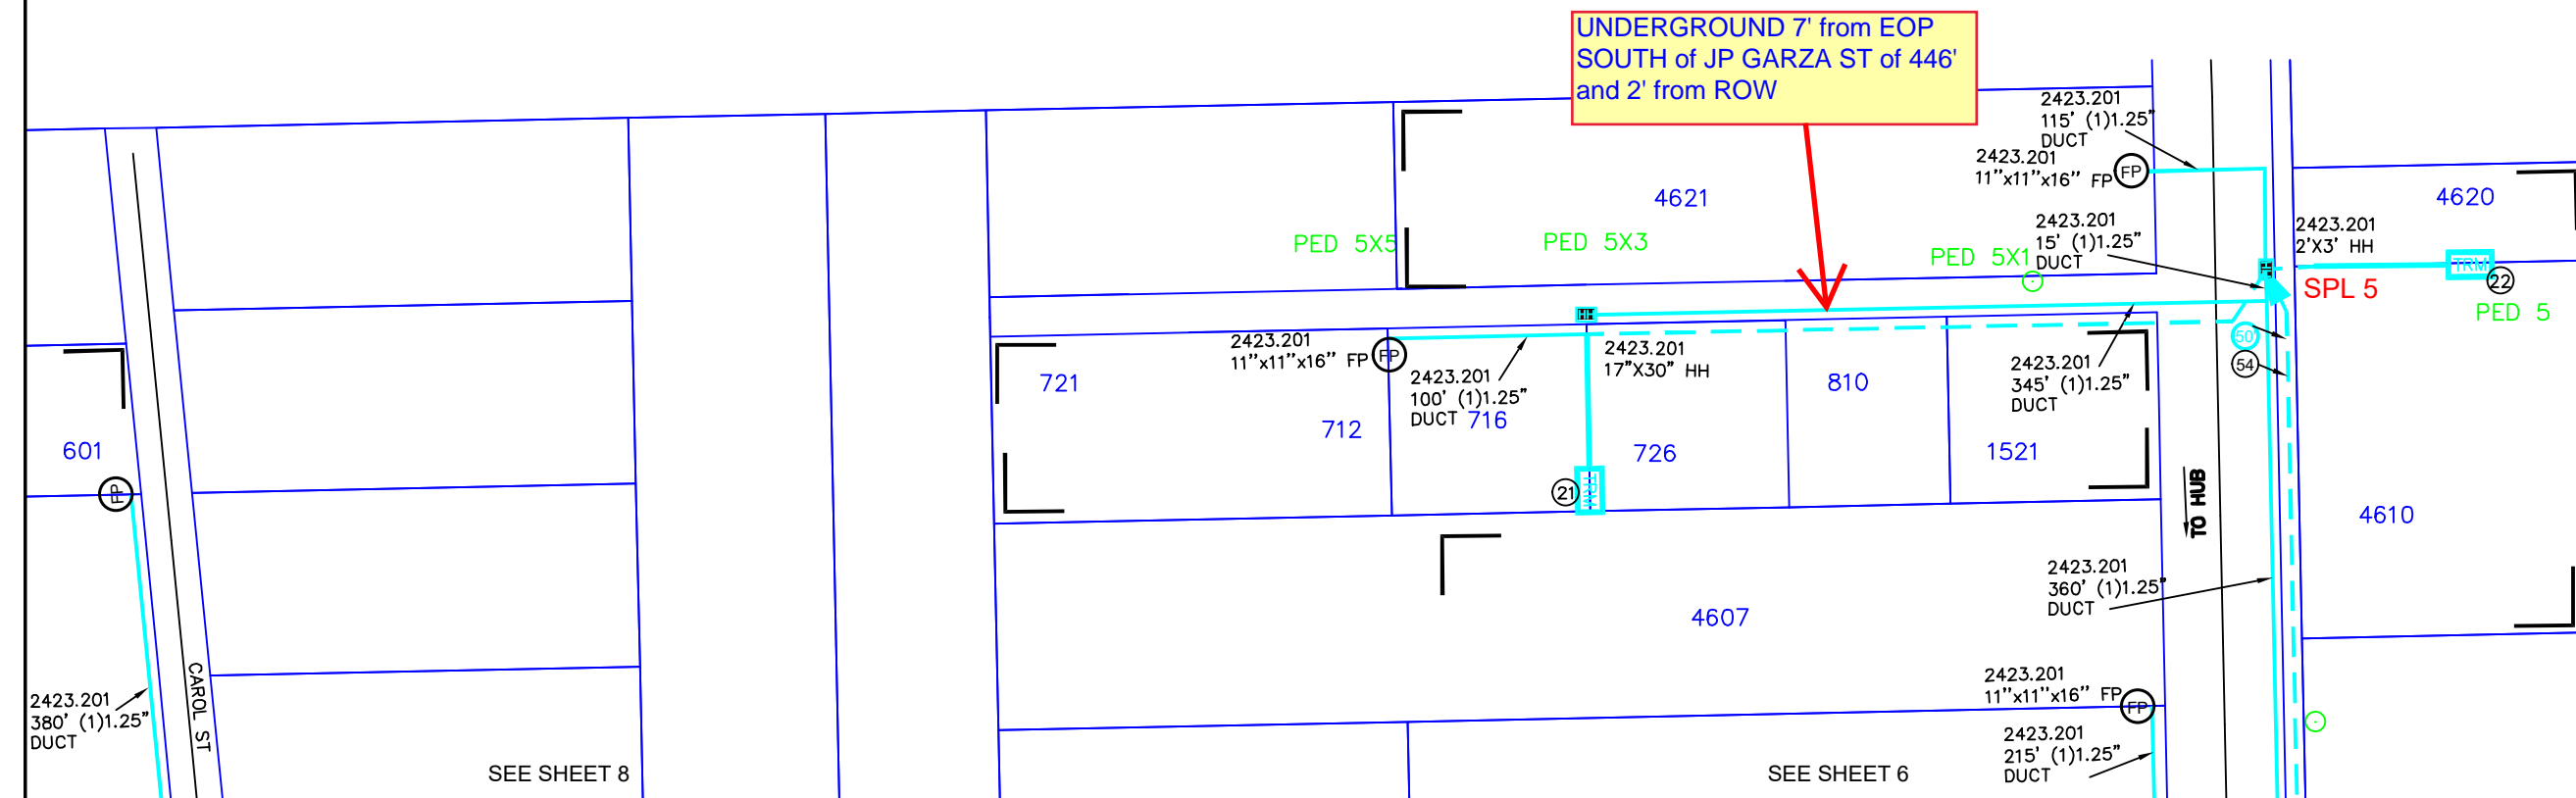 UNDERGROUND 7' from EOP
SOUTH of JP GARZA ST of 446'
and 2' from ROW
2423.201
115' (1)1.25"
DUCT
2423.201
11"x11"x16" FP
FP
4621
4620
PED 5X5
PED 5X3
PED 5X1
2423.201
15' (1)1.25"
DUCT
2423.201
2'X3' HH
HH
TRM
22
SPL 5
PED 5
HH
2423.201
11"x11"x16" FP
FP
2423.201
17"X30" HH
50
54
721
2423.201
100' (1)1.25"
DUCT
716
810
2423.201
345' (1)1.25"
DUCT
712
726
1521
601
FP
21
TRM
TO HUB
4610
2423.201
360' (1)1.25"
DUCT
4607
2423.201
11"x11"x16" FP
FP
2423.201
380' (1)1.25"
DUCT
CAROL ST
2423.201
215' (1)1.25"
DUCT
SEE SHEET 8
SEE SHEET 6